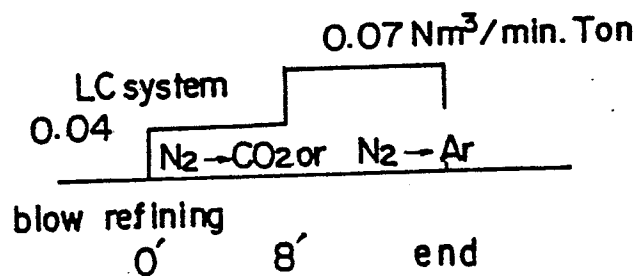 0.07 Nm³/min. Ton
LC system
0.04
N₂→CO₂ or N₂→Ar
blow refining
0′ 8′ end